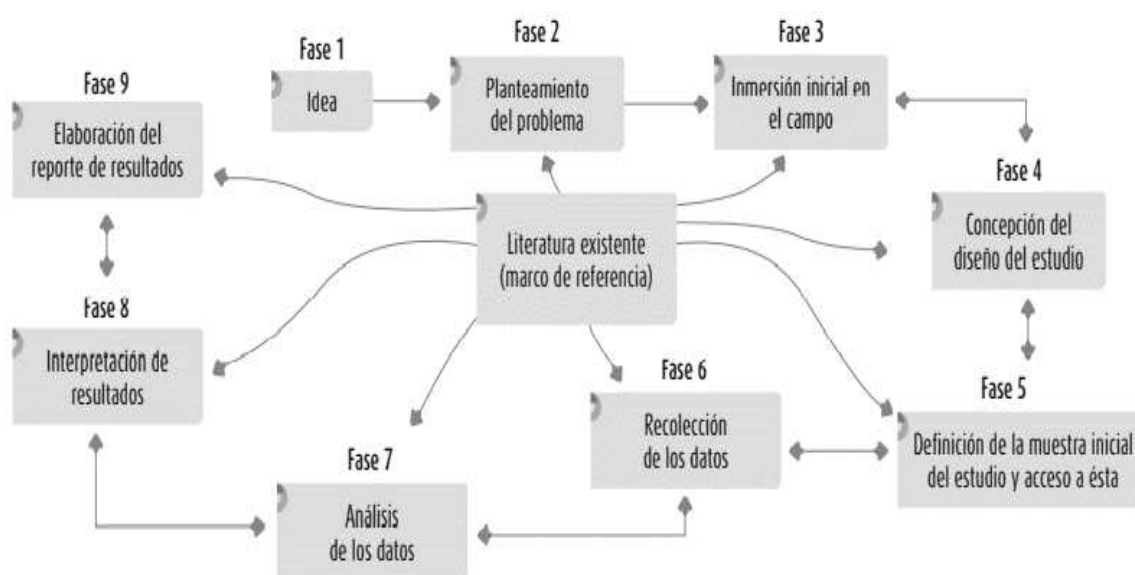 Fase 1
Idea
Fase 2
Planteamiento
del problema
Fase 3
Inmersión inicial en
el campo
Fase 4
Concepción del
diseño del estudio
Fase 5
Definición de la muestra inicial
del estudio y acceso a ésta
Fase 6
Recolección
de los datos
Fase 7
Análisis
de los datos
Fase 8
Interpretación de
resultados
Fase 9
Elaboración del
reporte de resultados
Literatura existente
(marco de referencia)